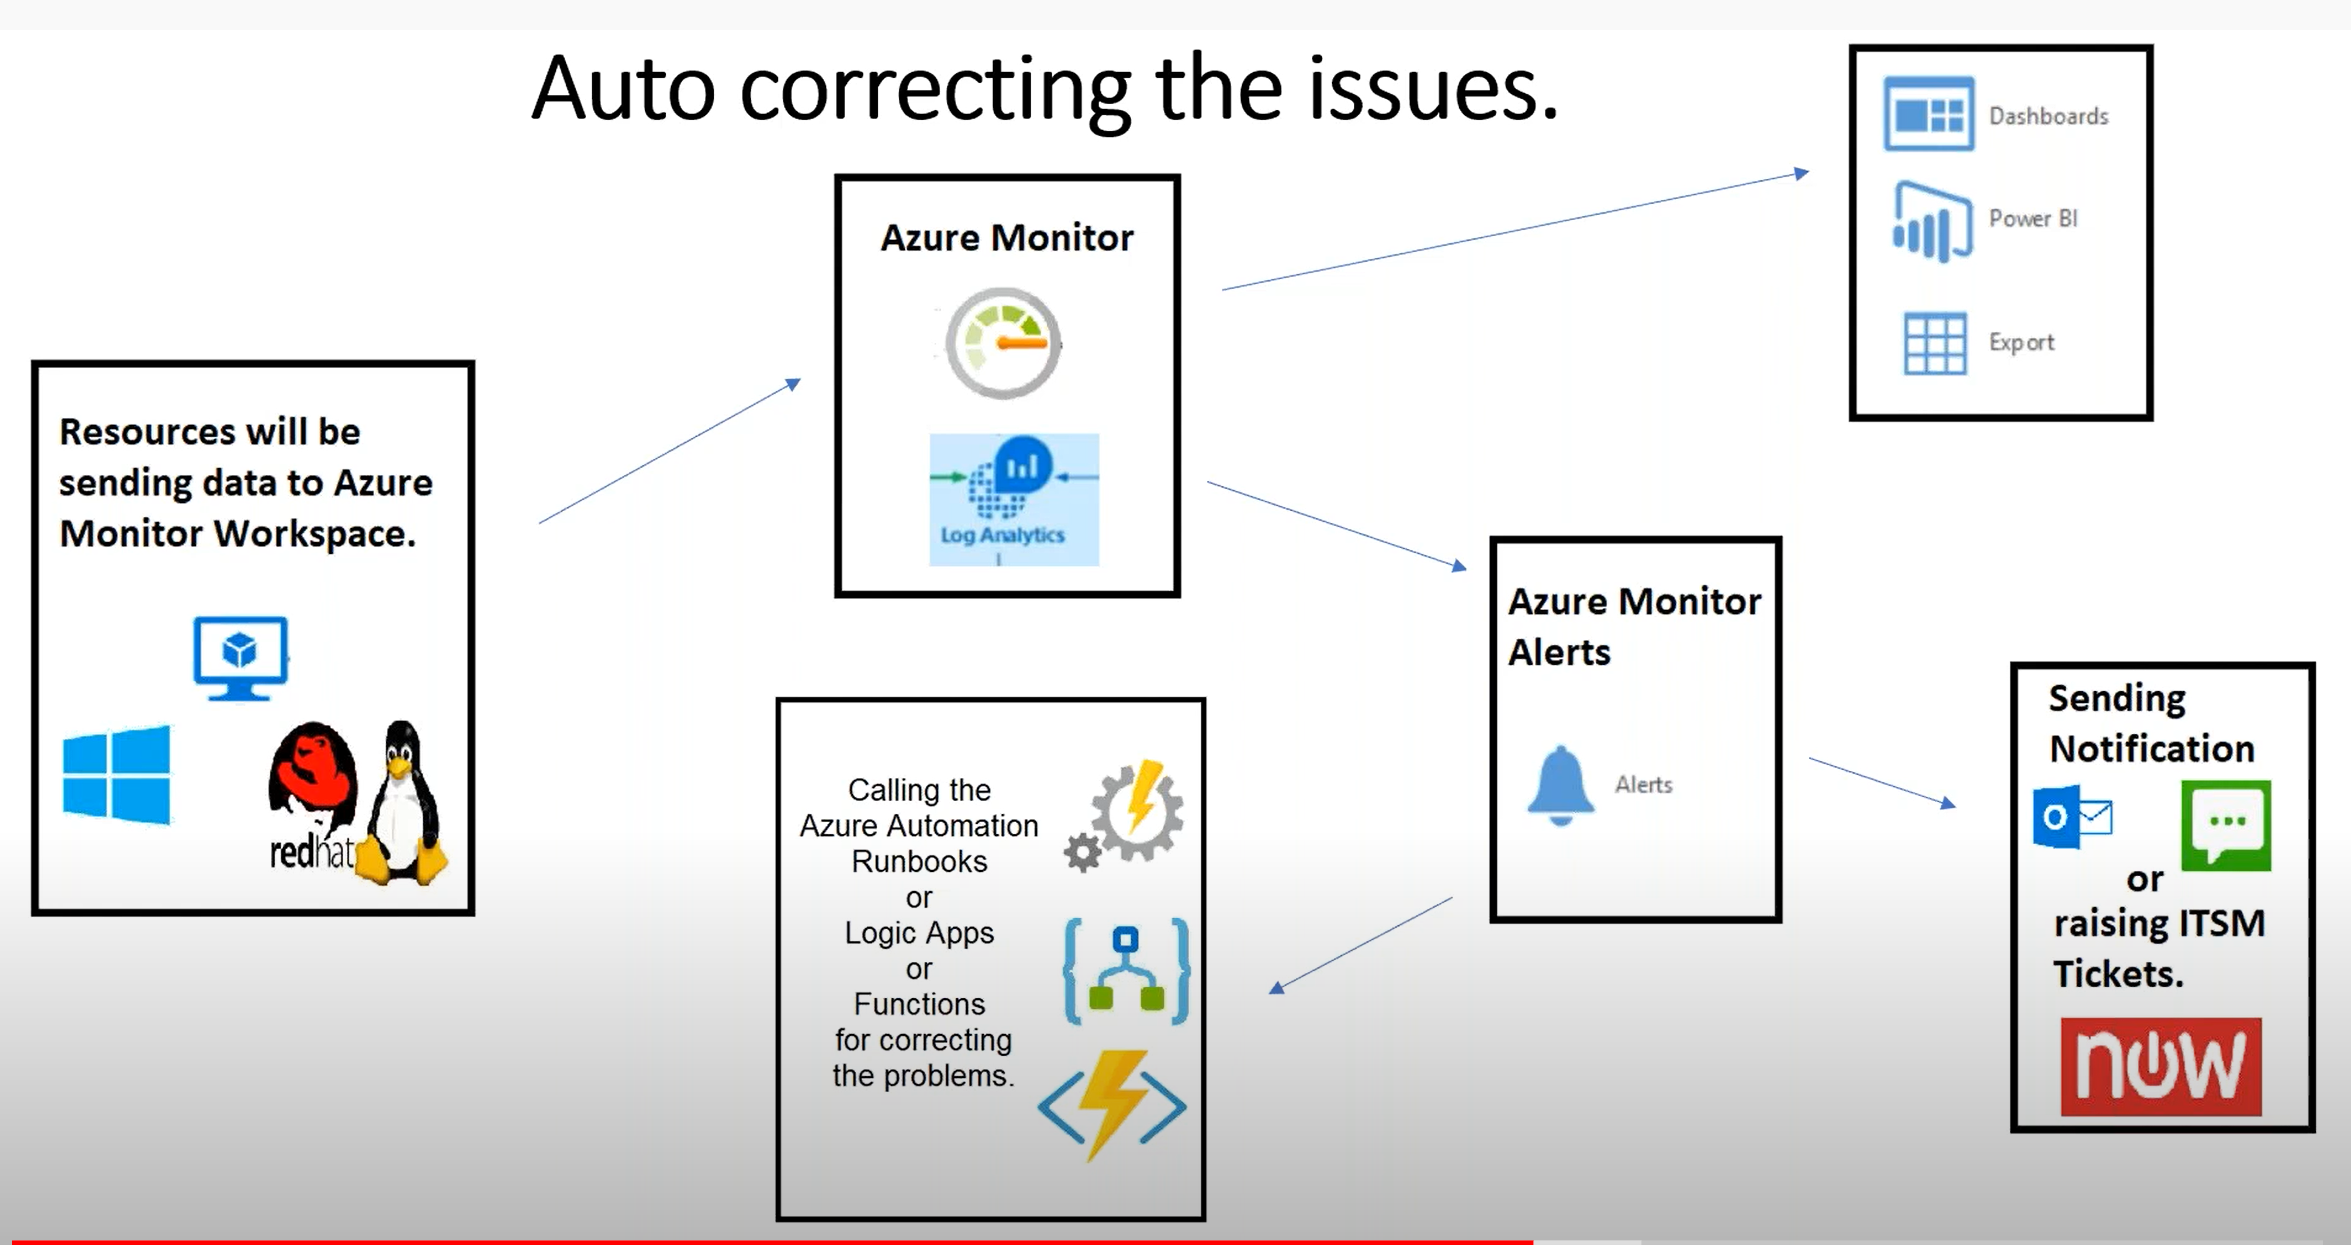 Auto correcting the issues.
Dashboards
Power BI
Export
Azure Monitor
Log Analytics
Resources will be
sending data to Azure
Monitor Workspace.
redhat
Azure Monitor
Alerts
Alerts
Calling the
Azure Automation
Runbooks
or
Logic Apps
or
Functions
for correcting
the problems.
Sending
Notification
or
raising ITSM
Tickets.
now